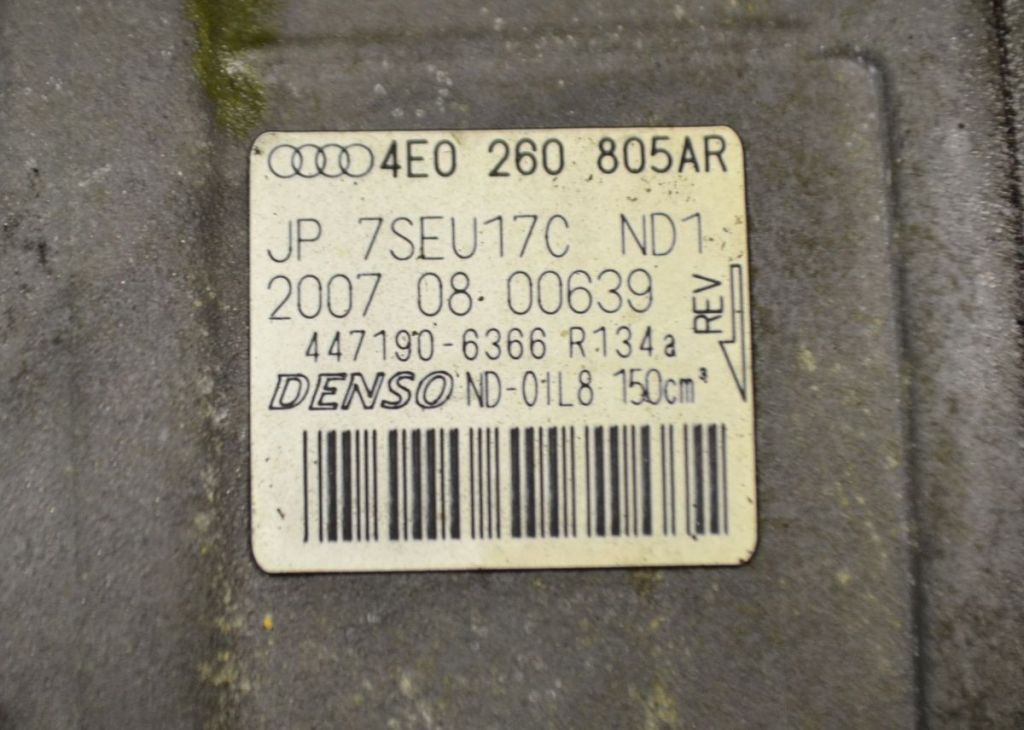 4E0 260 805AR
JP 7SEU17C ND1
2007 08 00639
REV
447190-6366 R134a
DENSO ND-01L8 150cm³